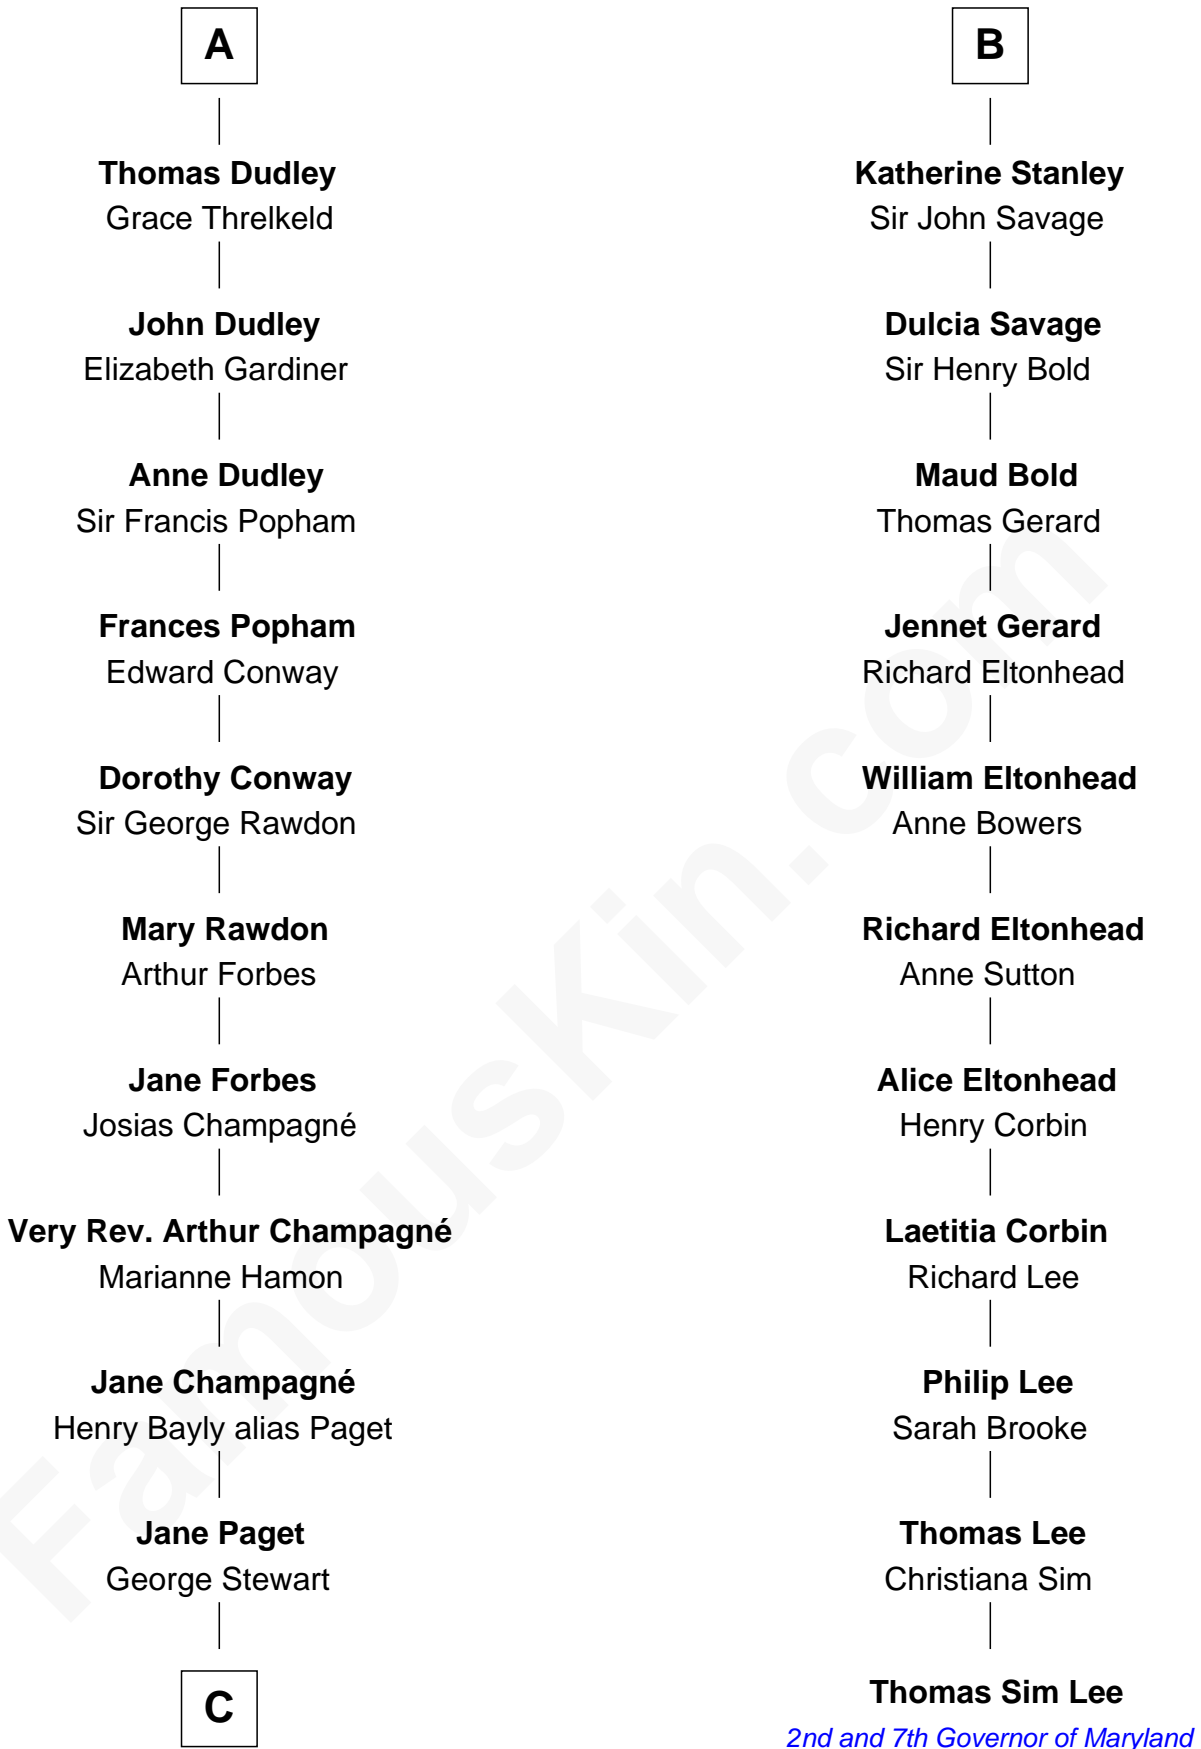 A
Thomas Dudley
Grace Threlkeld
John Dudley
Elizabeth Gardiner
Anne Dudley
Sir Francis Popham
Frances Popham
Edward Conway
Dorothy Conway
Sir George Rawdon
Mary Rawdon
Arthur Forbes
Jane Forbes
Josias Champagné
Very Rev. Arthur Champagné
Marianne Hamon
Jane Champagné
Henry Bayly alias Paget
Jane Paget
George Stewart
C
B
Katherine Stanley
Sir John Savage
Dulcia Savage
Sir Henry Bold
Maud Bold
Thomas Gerard
Jennet Gerard
Richard Eltonhead
William Eltonhead
Anne Bowers
Richard Eltonhead
Anne Sutton
Alice Eltonhead
Henry Corbin
Laetitia Corbin
Richard Lee
Philip Lee
Sarah Brooke
Thomas Lee
Christiana Sim
Thomas Sim Lee
2nd and 7th Governor of Maryland
FamousKin.com